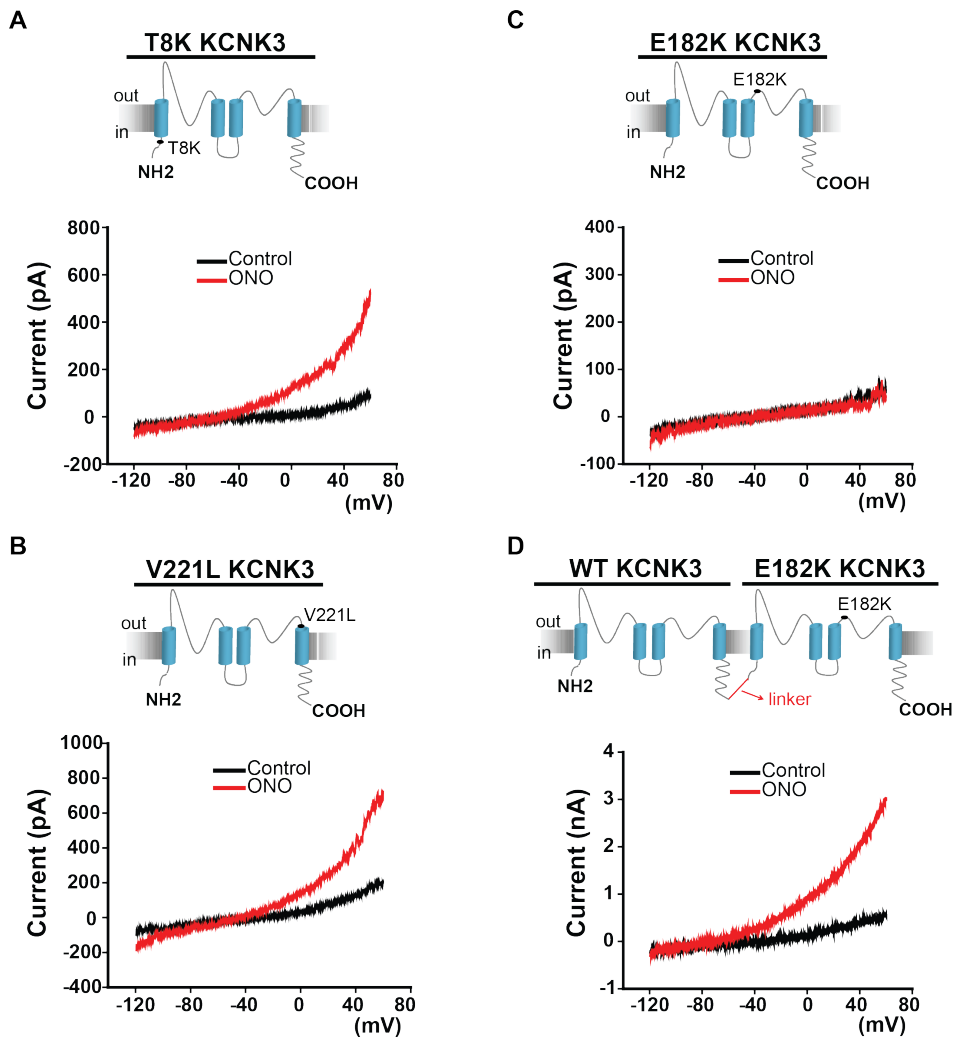 A
T8K KCNK3
out
in
T8K
NH2
COOH
800
600
400
200
0
-200
Current (pA)
Control
ONO
-120
-80
-40
0
40
80
(mV)
C
E182K KCNK3
E182K
out
in
NH2
COOH
400
300
200
100
0
-100
Current (pA)
Control
ONO
-120
-80
-40
0
40
80
(mV)
B
V221L KCNK3
V221L
out
in
NH2
COOH
1000
800
600
400
200
0
-200
-400
Current (pA)
Control
ONO
-120
-80
-40
0
40
80
(mV)
D
WT KCNK3
E182K KCNK3
E182K
out
in
NH2
linker
COOH
4
3
2
1
0
-1
Current (nA)
Control
ONO
-120
-80
-40
0
40
80
(mV)